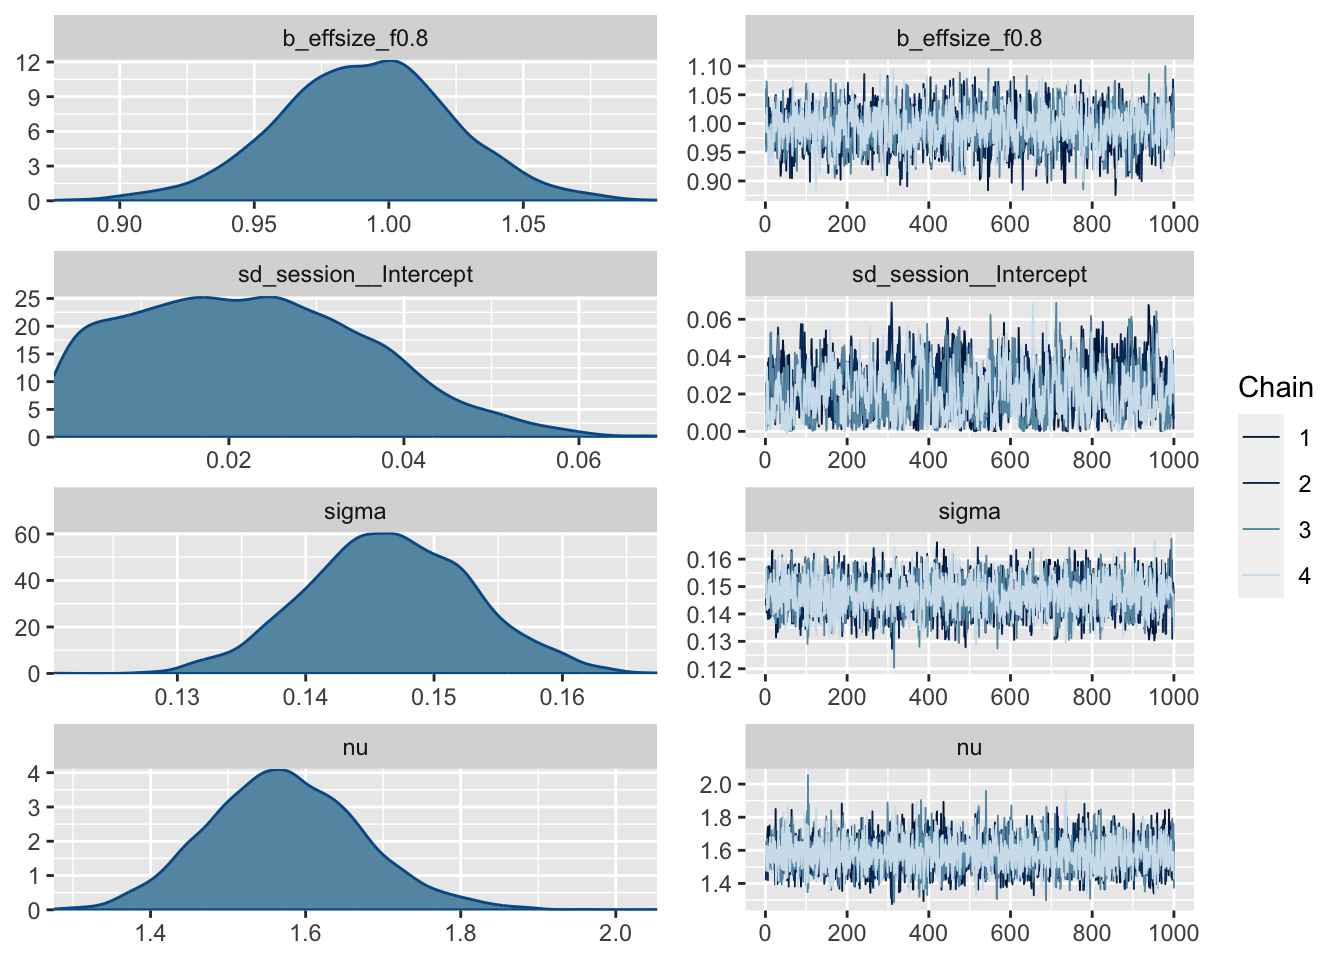 b_effsize_f0.8
12
9
6
3
0
0.90 0.95 1.00 1.05
b_effsize_f0.8
1.10
1.05
1.00
0.95
0.90
0 200 400 600 800 1000
sd_session__Intercept
25
20
15
10
5
0
0.02 0.04 0.06
sd_session__Intercept
0.06
0.04
0.02
0.00
0 200 400 600 800 1000
sigma
60
40
20
0
0.13 0.14 0.15 0.16
sigma
0.16
0.15
0.14
0.13
0.12
0 200 400 600 800 1000
nu
4
3
2
1
0
1.4 1.6 1.8 2.0
nu
2.0
1.8
1.6
1.4
0 200 400 600 800 1000
Chain
1
2
3
4